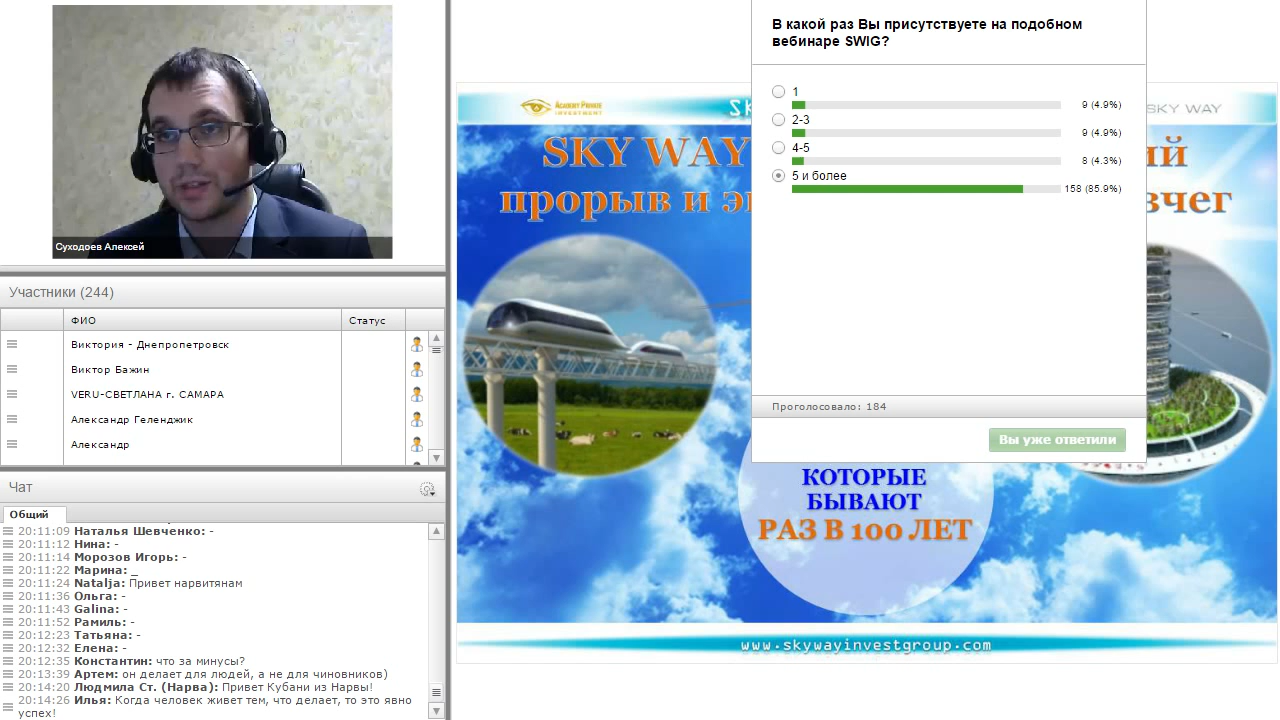 Суходоев Алексей
Участники (244)
ФИО
Статус
Виктория - Днепропетровск
Виктор Бажин
VERU-СВЕТЛАНА г. САМАРА
Александр Геленджик
Александр
Чат
Общий
20:11:09 Наталья Шевченко: -
20:11:12 Нина: -
20:11:14 Морозов Игорь: -
20:11:22 Марина: _
20:11:24 Natalja: Привет нарвитянам
20:11:36 Ольга: -
20:11:43 Galina: -
20:11:52 Рамиль: -
20:12:23 Татьяна: -
20:12:32 Елена: -
20:12:35 Константин: что за минусы?
20:13:39 Артем: он делает для людей, а не для чиновников)
20:14:20 Людмила Ст. (Нарва): Привет Кубани из Нарвы!
20:14:26 Илья: Когда человек живет тем, что делает, то это явно
успех!
ACADEMY PRIVATE
INVESTMENT
SK
SKY WAY
SKY WAY
ий
прорыв и э
вчег
В какой раз Вы присутствуете на подобном
вебинаре SWIG?
1
9 (4.9%)
2-3
9 (4.9%)
4-5
8 (4.3%)
5 и более
158 (85.9%)
Проголосовало: 184
Вы уже ответили
КОТОРЫЕ
БЫВАЮТ
РАЗ В 100 ЛЕТ
www.skywayinvestgroup.com